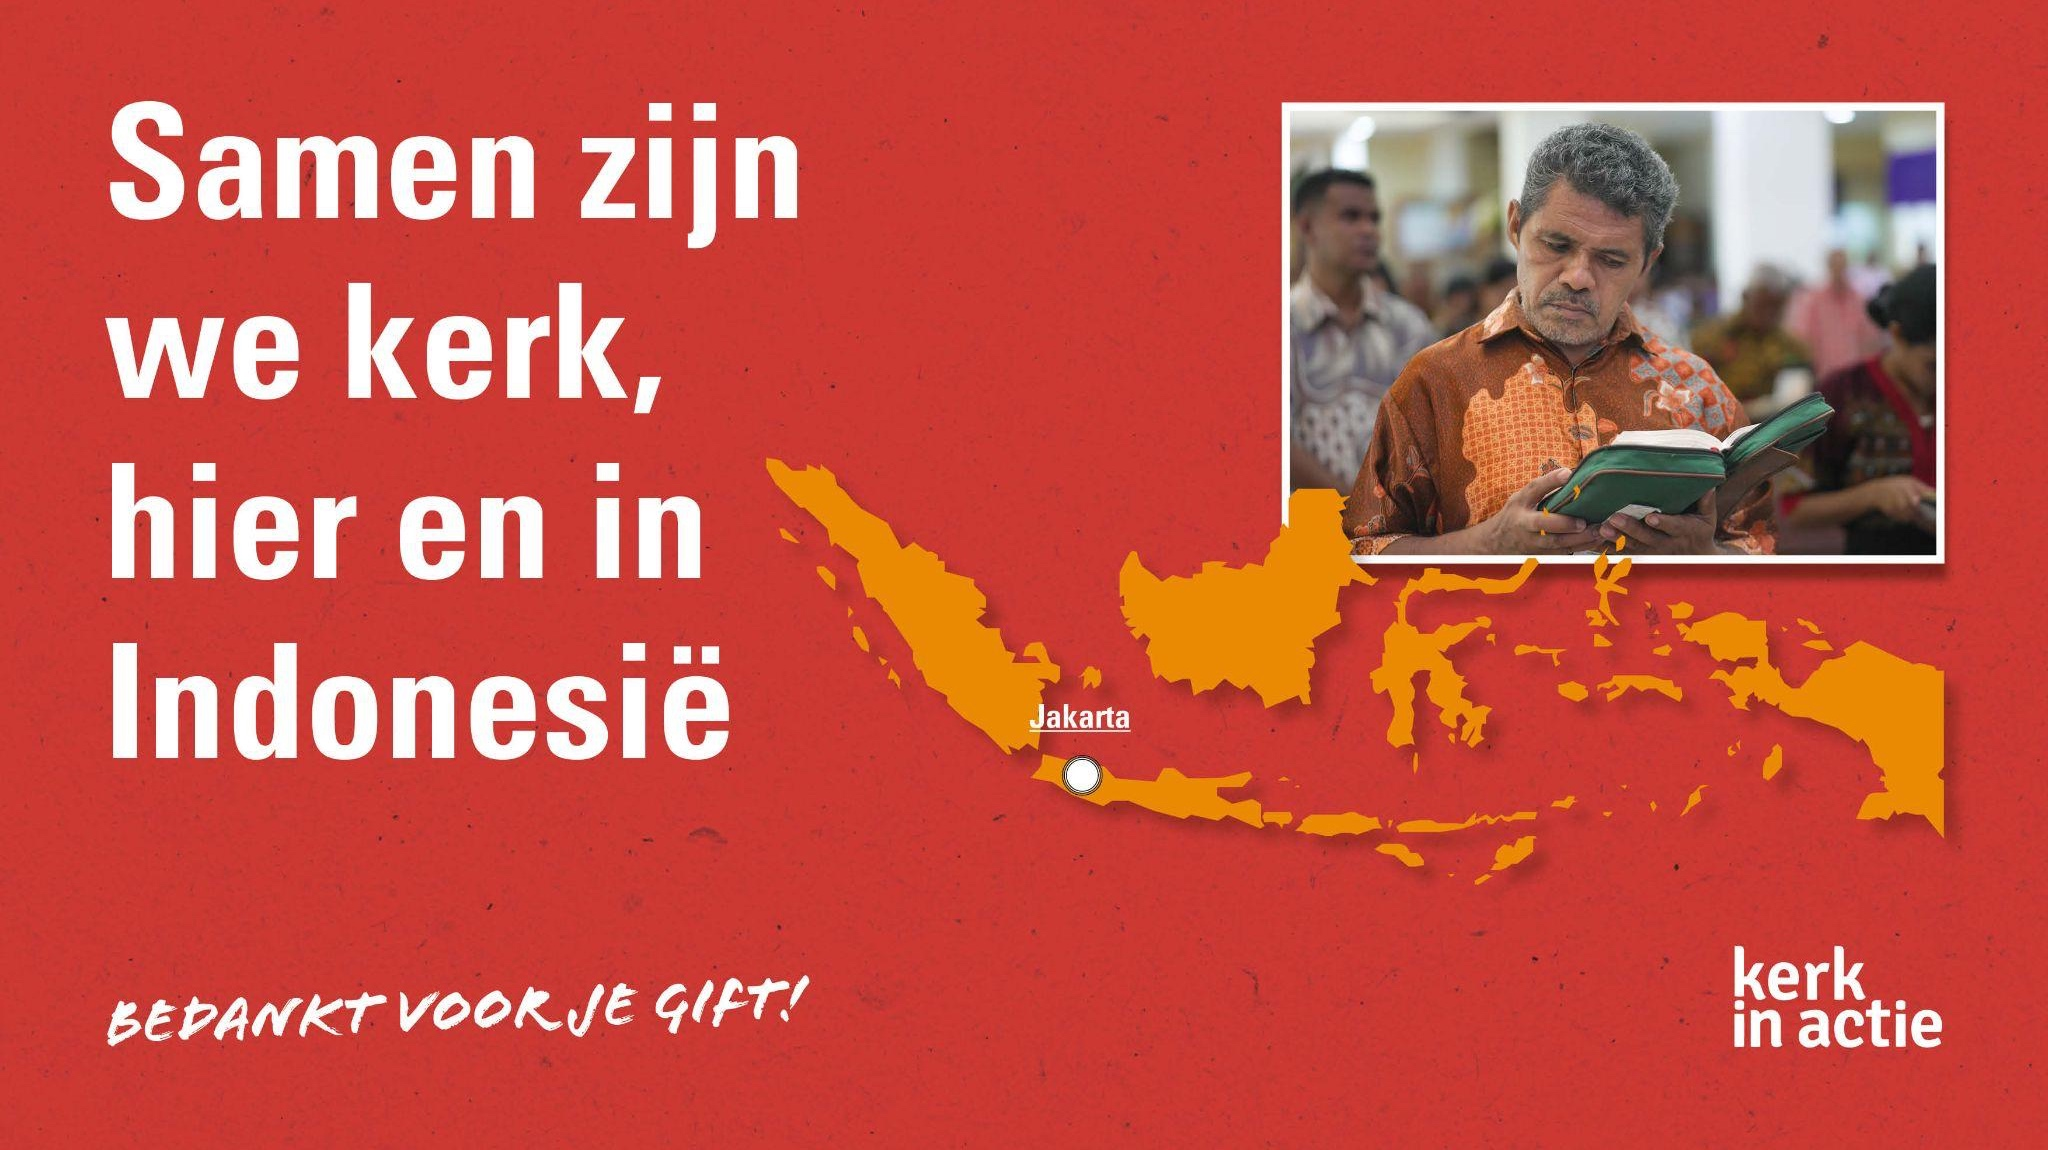 Samen zijn
we kerk,
hier en in
Indonesië
Jakarta
BEDANKT VOOR JE GIFT!
kerk
in actie